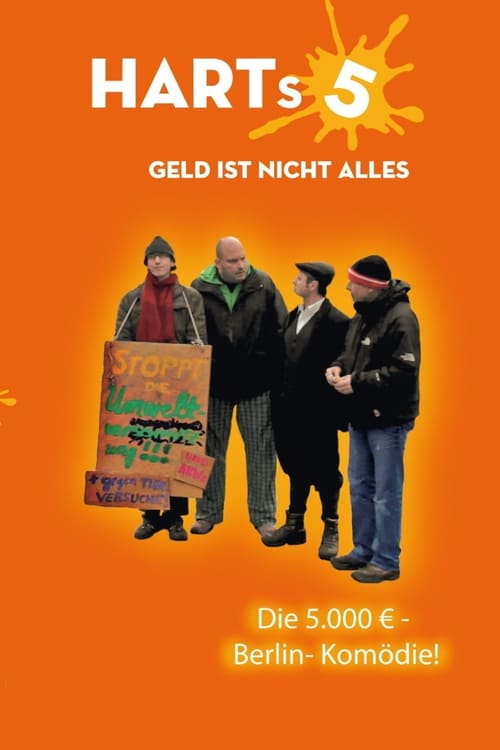 HARTs 5
GELD IST NICHT ALLES
STOPPT
DIE
Umwelt-
weg!!!
+ gegen TIER
VERSUCHE
Die 5.000 € -
Berlin- Komödie!